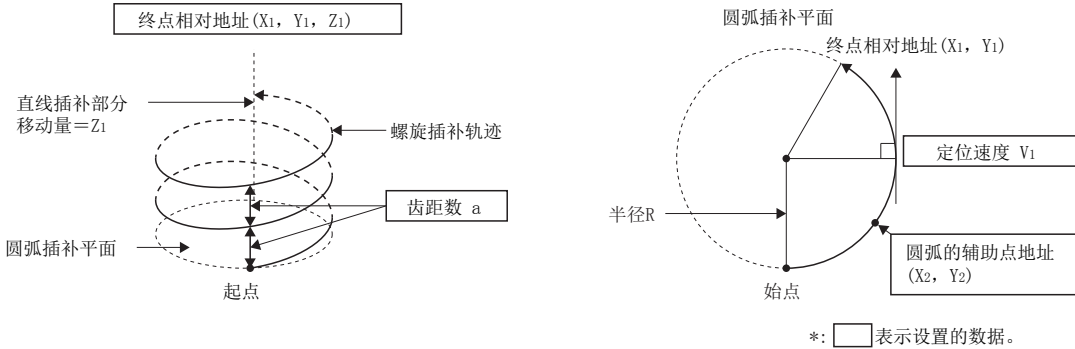 终点相对地址(X1, Y1, Z1)
直线插补部分
移动量=Z1
螺旋插补轨迹
齿距数 a
圆弧插补平面
起点
圆弧插补平面
终点相对地址(X1, Y1)
定位速度 V1
半径R
圆弧的辅助点地址
(X2, Y2)
始点
*: 表示设置的数据。